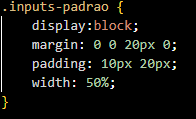 .inputs-padrao {
display:block;
margin: 0 0 20px 0;
padding: 10px 20px;
width: 50%;
}